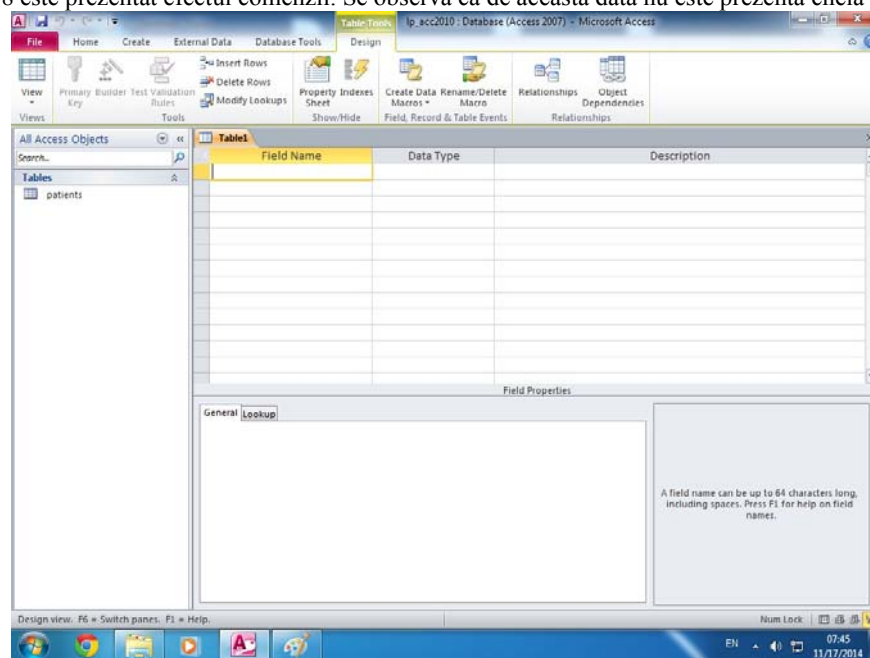 8 este prezentat efectul comenzii. Se observa ca de aceasta data nu este prezenta cheia
Table Tools
lp_acc2010 : Database (Access 2007) - Microsoft Access
File Home Create External Data Database Tools Design
View
Primary Key
Builder
Test Validation Rules
Insert Rows
Delete Rows
Modify Lookups
Property Sheet
Indexes
Create Data Macros
Rename/Delete Macro
Relationships
Object Dependencies
Views Tools Show/Hide Field, Record & Table Events Relationships
All Access Objects
Search...
Tables
patients
Table1
Field Name Data Type Description
Field Properties
General Lookup
A field name can be up to 64 characters long,
including spaces. Press F1 for help on field
names.
Design view. F6 = Switch panes. F1 = Help.
Num Lock
EN
07:45
11/17/2014